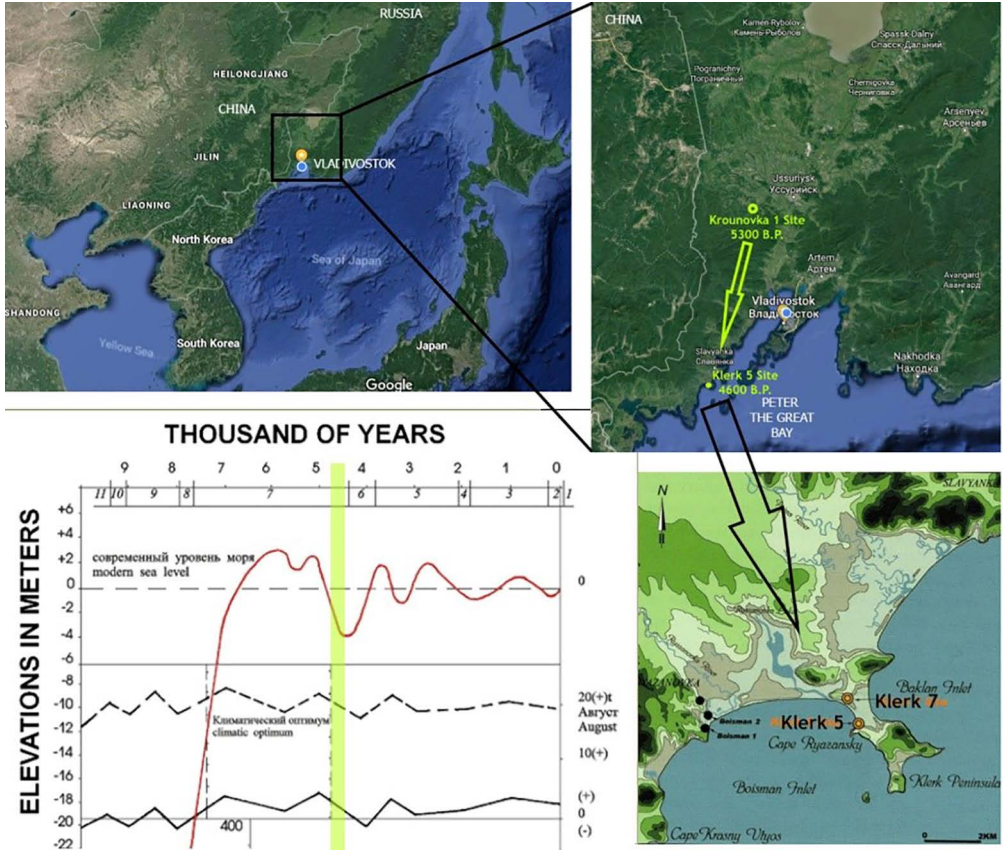 RUSSIA
HEILONGJIANG
CHINA
JILIN
VLADIVOSTOK
LIAONING
North Korea
Sea of Japan
SHANDONG
Yellow Sea
South Korea
Japan
Google
CHINA
Kamen-Rybolov
Камень-Рыболов
Spassk-Dalny
Спасск-Дальний
Pogranichny
Пограничный
Chernigovka
Черниговка
Arsenyev
Арсеньев
Ussuriysk
Уссурийск
Krounovka 1 Site
5300 B.P.
Artem
Артем
Avangard
Авангард
Vladivostok
Slavyanka
Славянка
Nakhodka
Находка
Klerk 5 Site
4600 B.P.
PETER
THE GREAT
BAY
THOUSAND OF YEARS
9 8 7 6 5 4 3 2 1 0
11 10 9 8 7 6 5 4 3 2 1
ELEVATIONS IN METERS
+6
+4
+2
0
-2
-4
-6
-8
-10
-12
-14
-16
-18
-20
-22
современный уровень моря
modern sea level
0
Климатический оптимум
climatic optimum
20(+)t
Август
August
10(+)
(+)
0
(-)
400
N
Baklan Inlet
Klerk 7
Klerk 5
Boisman 2
Boisman 1
Cape Ryazansky
Boisman Inlet
Klerk Peninsula
Cape Krasny Utyos
0 2KM